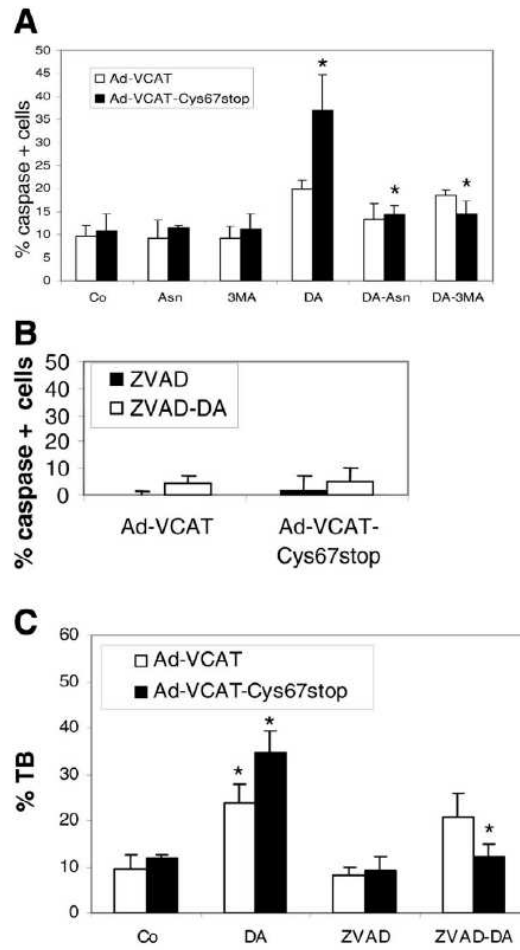 A
% caspase + cells
50
45
40
35
30
25
20
15
10
5
0
Ad-VCAT
Ad-VCAT-Cys67stop
*
*
*
Co Asn 3MA DA DA-Asn DA-3MA
B
% caspase + cells
50
40
30
20
10
0
ZVAD
ZVAD-DA
Ad-VCAT Ad-VCAT-
Cys67stop
C
% TB
60
50
40
30
20
10
0
Ad-VCAT
Ad-VCAT-Cys67stop
*
*
*
Co DA ZVAD ZVAD-DA